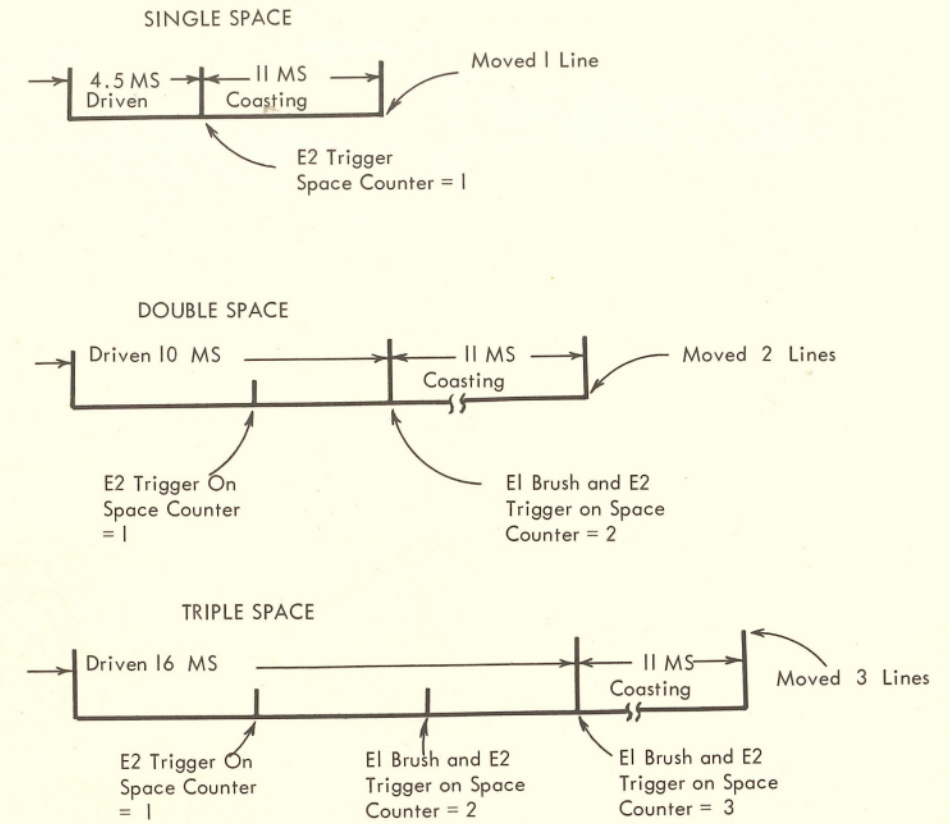 SINGLE SPACE
4.5 MS
Driven
11 MS
Coasting
Moved 1 Line
E2 Trigger
Space Counter = 1
DOUBLE SPACE
Driven 10 MS
11 MS
Coasting
Moved 2 Lines
E2 Trigger On
Space Counter
= 1
E1 Brush and E2
Trigger on Space
Counter = 2
TRIPLE SPACE
Driven 16 MS
11 MS
Coasting
Moved 3 Lines
E2 Trigger On
Space Counter
= 1
E1 Brush and E2
Trigger on Space
Counter = 2
E1 Brush and E2
Trigger on Space
Counter = 3